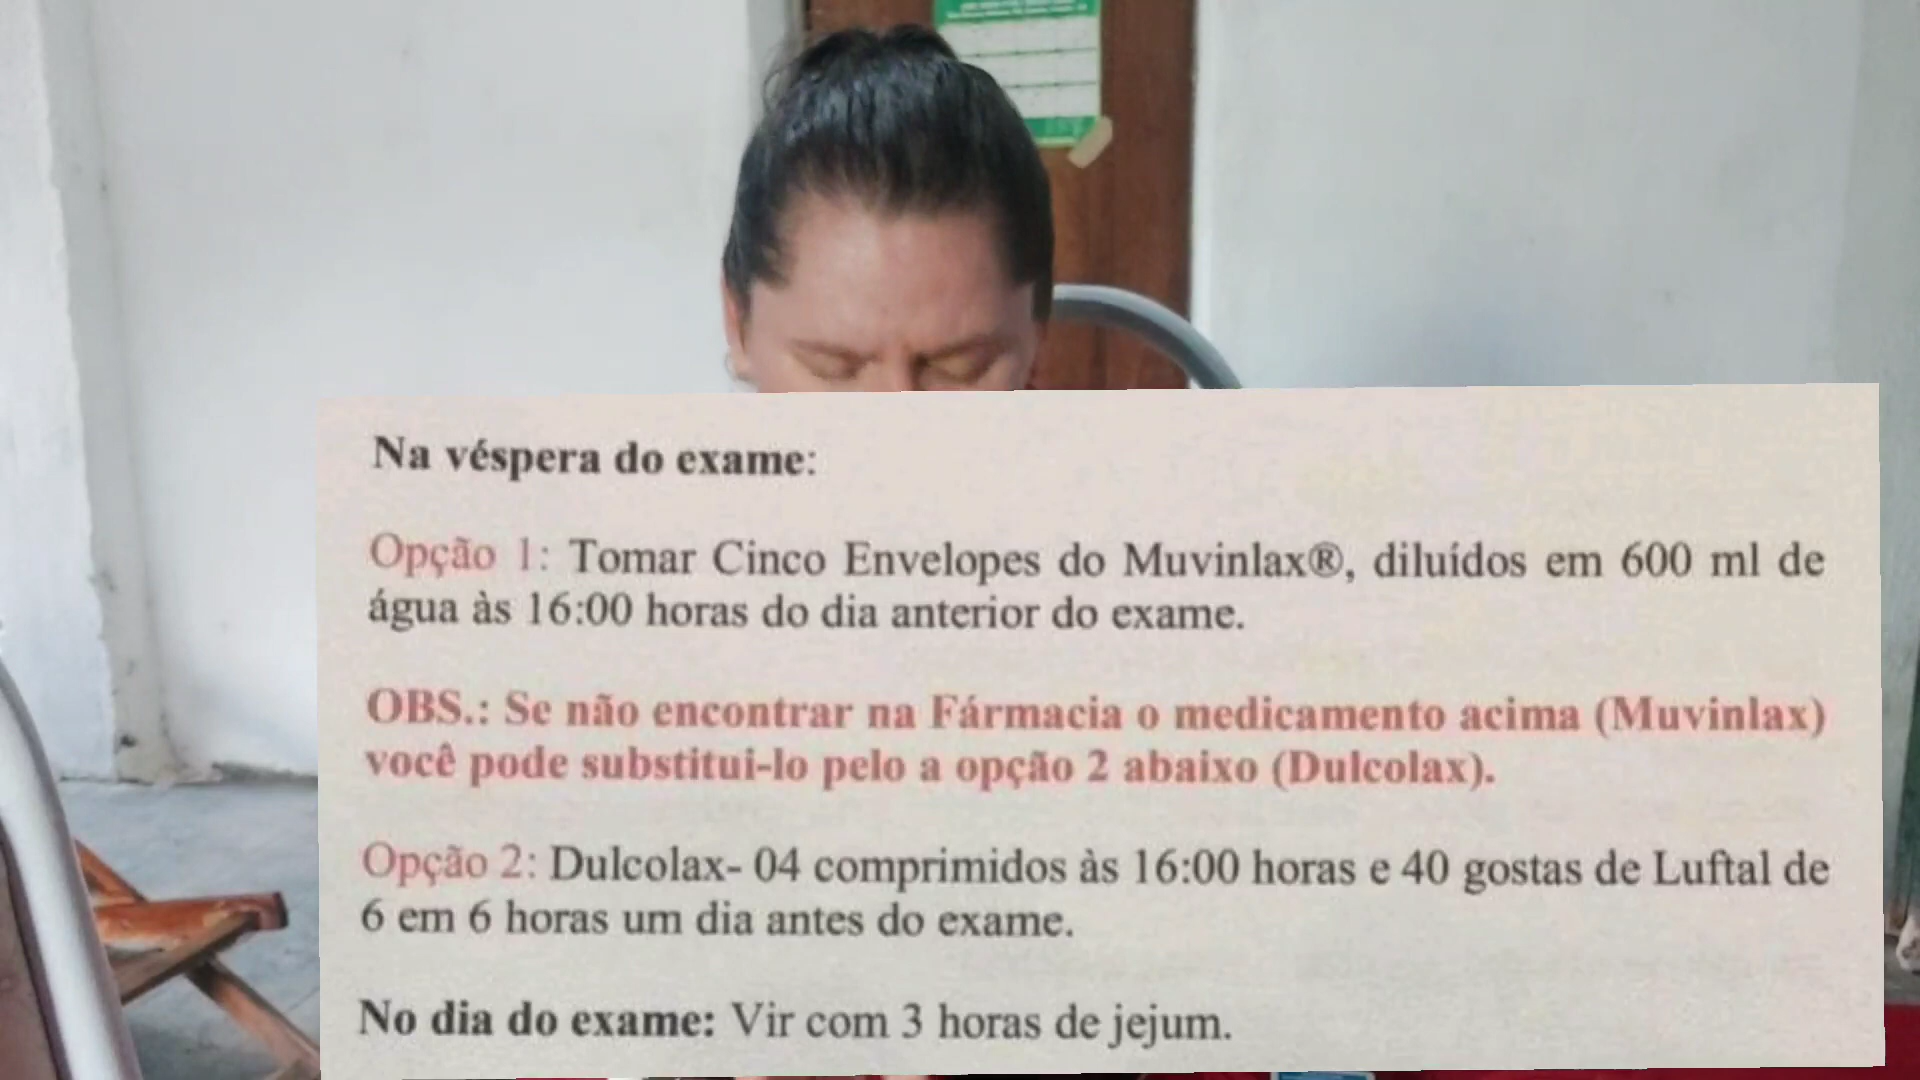 Na véspera do exame:
Opção 1: Tomar Cinco Envelopes do Muvinlax®, diluídos em 600 ml de
água às 16:00 horas do dia anterior do exame.
OBS.: Se não encontrar na Fármacia o medicamento acima (Muvinlax)
você pode substitui-lo pelo a opção 2 abaixo (Dulcolax).
Opção 2: Dulcolax- 04 comprimidos às 16:00 horas e 40 gostas de Luftal de
6 em 6 horas um dia antes do exame.
No dia do exame: Vir com 3 horas de jejum.